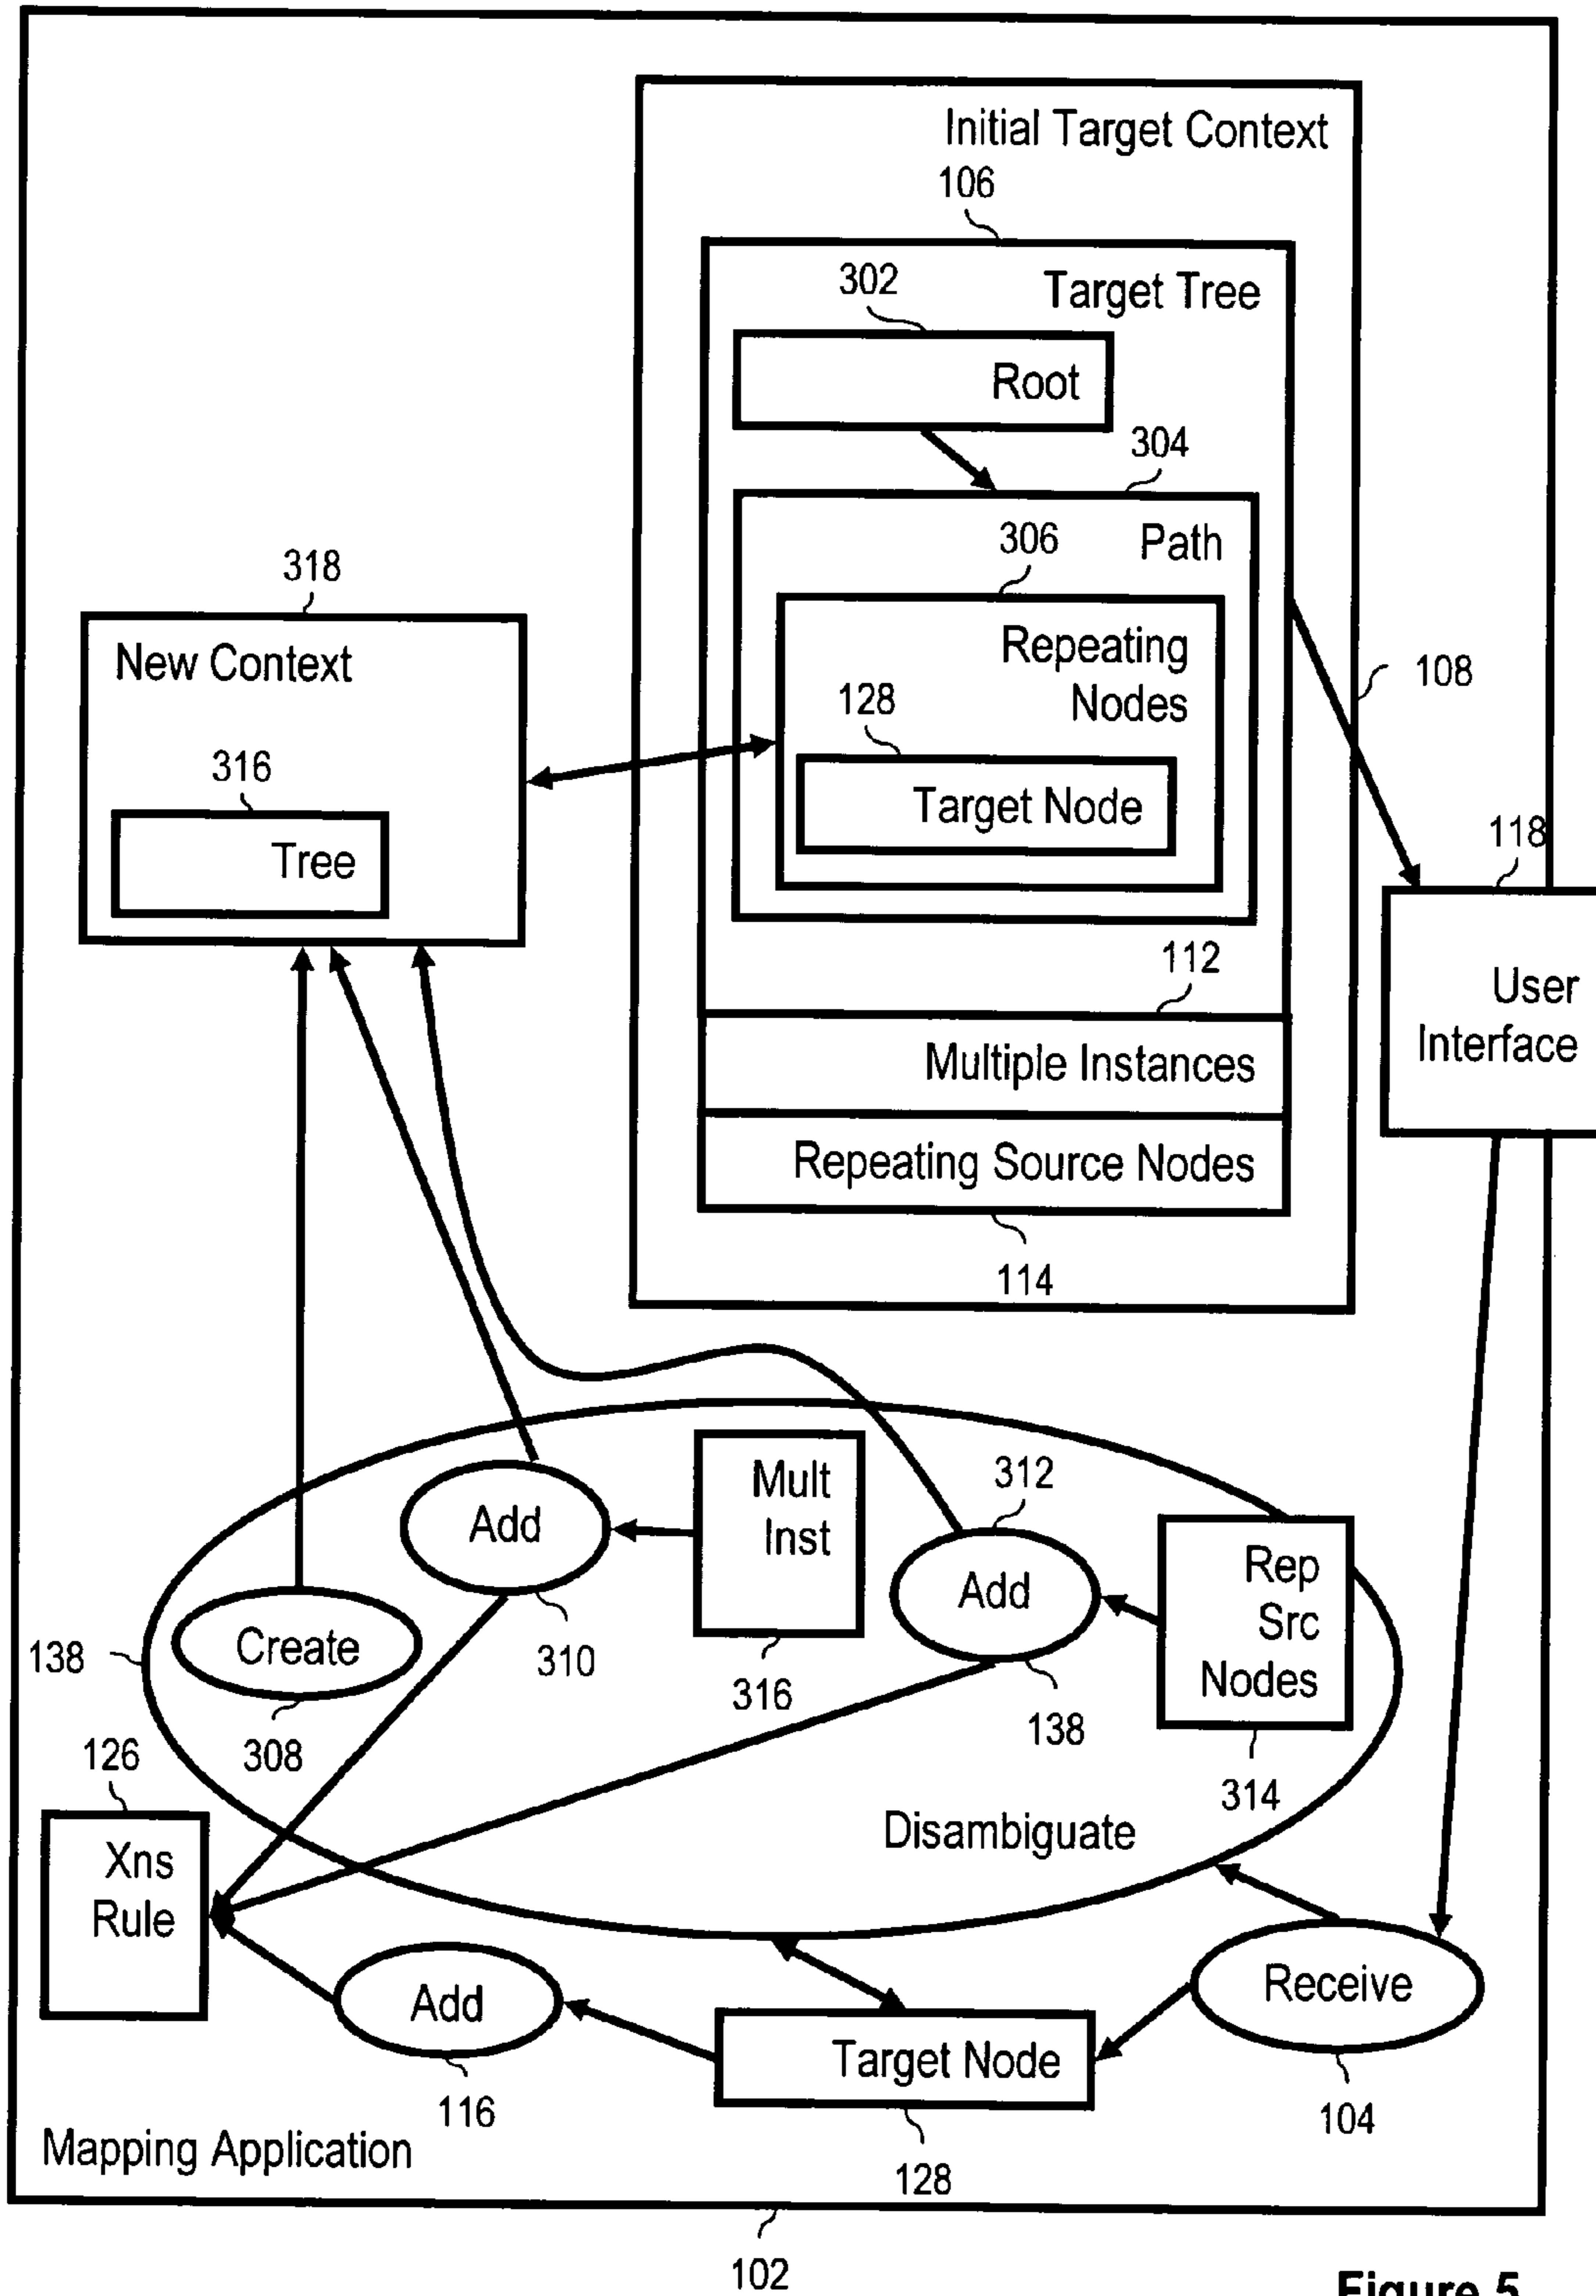 Initial Target Context
106
302
Target Tree
Root
304
306
Path
318
Repeating
Nodes
New Context
108
128
316
Target Node
Tree
118
112
User
Interface
Multiple Instances
Repeating Source Nodes
114
Mult
Inst
312
Add
Rep
Src
Nodes
Add
Create
138
310
316
138
308
126
314
Disambiguate
Xns
Rule
Receive
Add
Target Node
116
104
Mapping Application
128
102
Figure 5